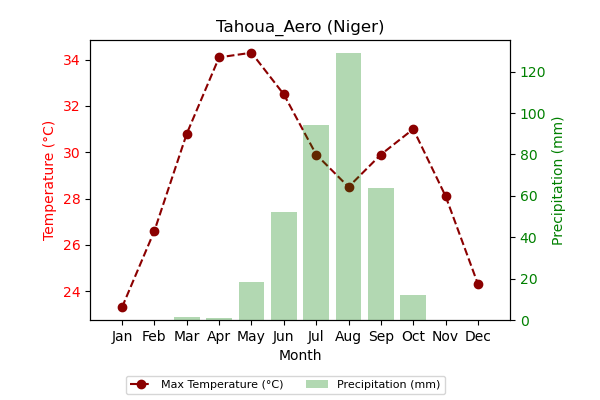 Tahoua_Aero (Niger)
34
32
30
28
26
24
Temperature (°C)
120
100
80
60
40
20
0
Precipitation (mm)
Jan Feb Mar Apr May Jun Jul Aug Sep Oct Nov Dec
Month
Max Temperature (°C) Precipitation (mm)